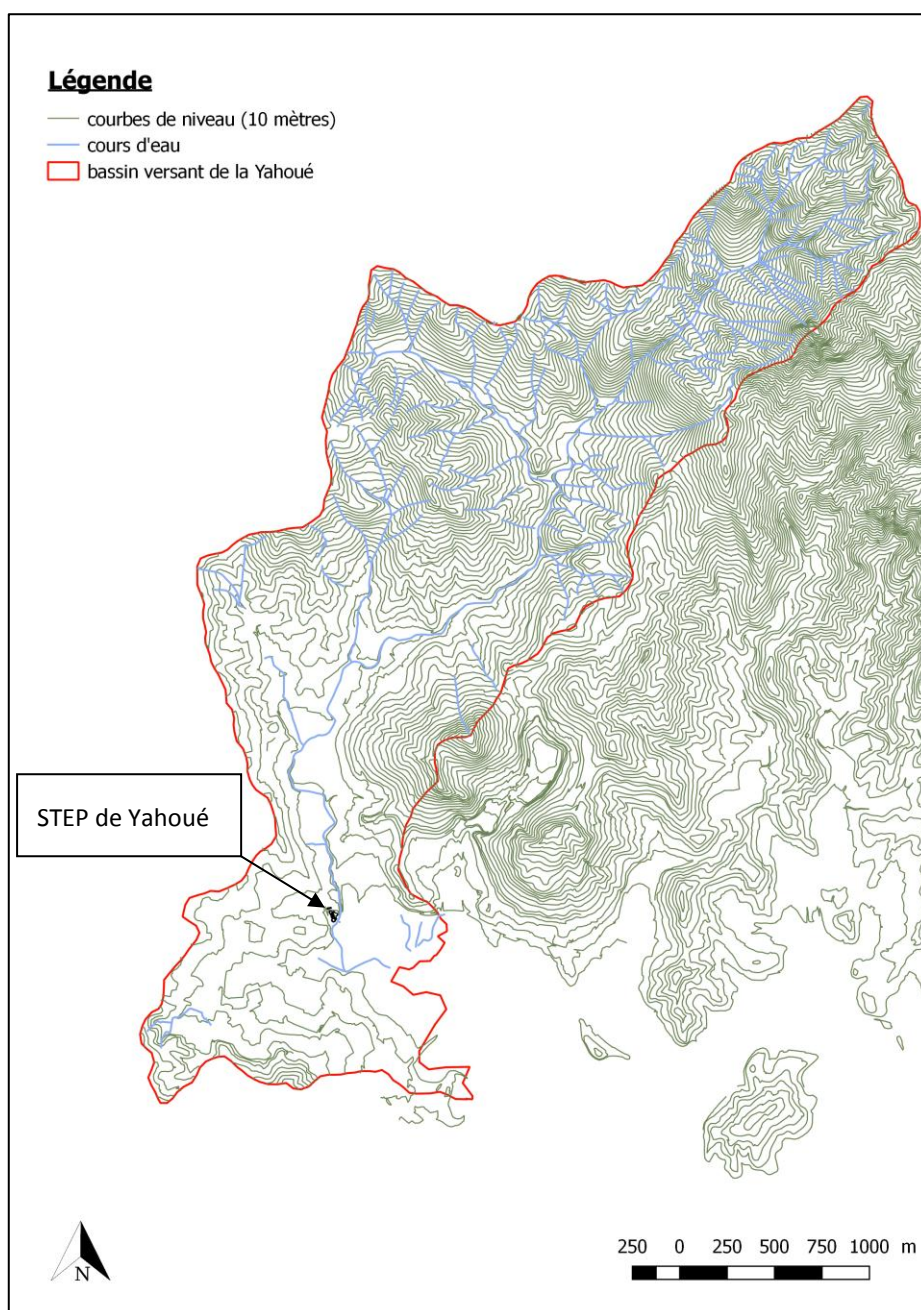 Légende
courbes de niveau (10 mètres)
cours d'eau
bassin versant de la Yahoué
STEP de Yahoué
N
250 0 250 500 750 1000 m